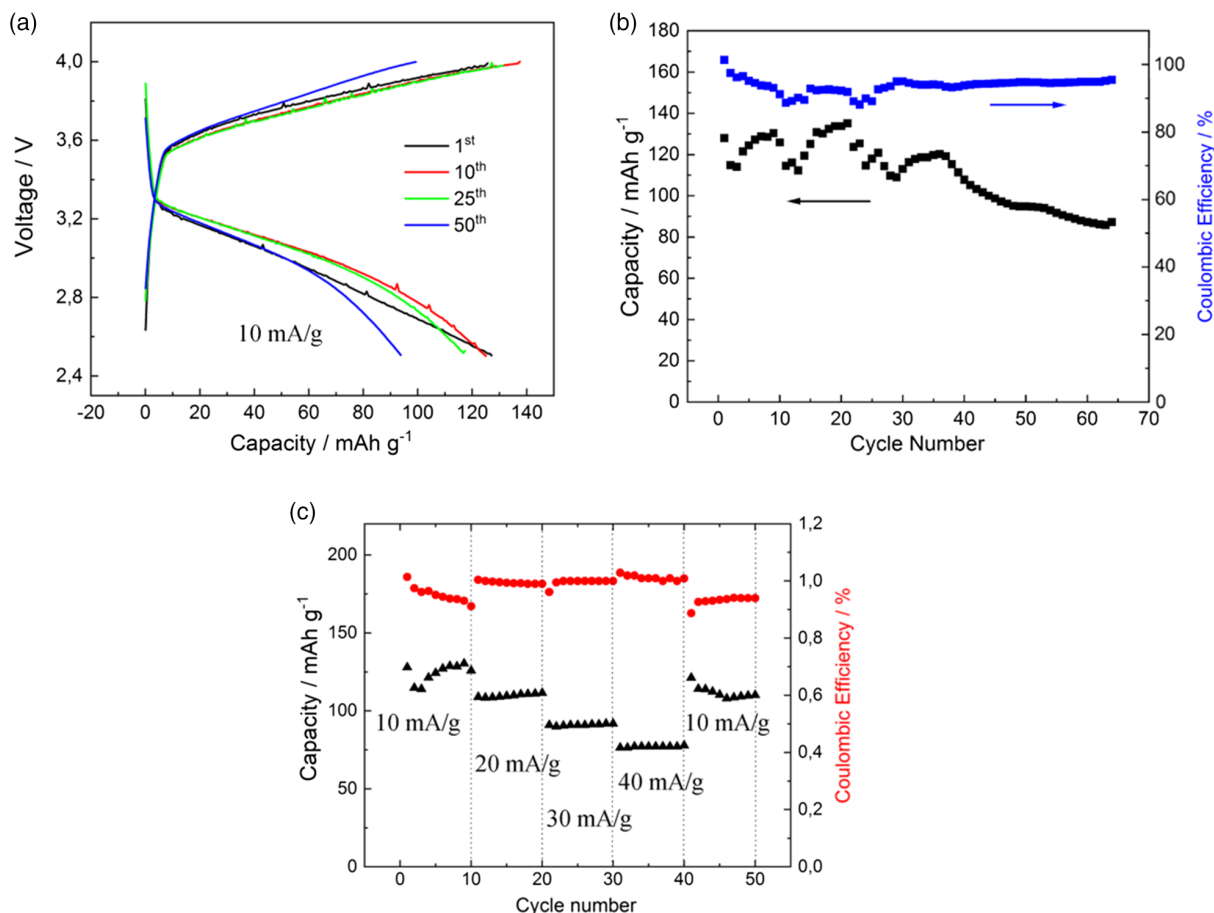 (a)
4,0
3,6
3,2
2,8
2,4
Voltage / V
1st
10th
25th
50th
10 mA/g
-20 0 20 40 60 80 100 120 140
Capacity / mAh g-1
(b)
180
160
140
120
100
80
60
40
20
0
Capacity / mAh g-1
100
80
60
40
20
0
Coulombic Efficiency / %
0 10 20 30 40 50 60 70
Cycle Number
(c)
200
150
100
50
0
Capacity / mAh g-1
10 mA/g
20 mA/g
30 mA/g
40 mA/g
10 mA/g
1,2
1,0
0,8
0,6
0,4
0,2
0,0
Coulombic Efficiency / %
0 10 20 30 40 50 60
Cycle number